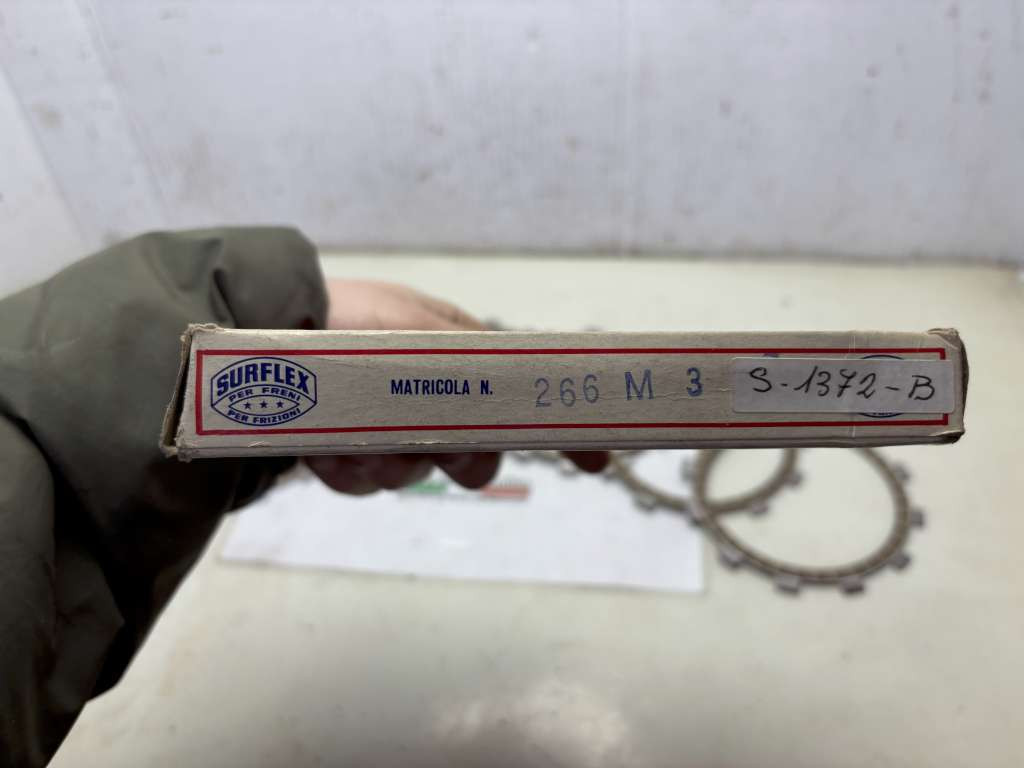 SURFLEX
PER FRENI
PER FRIZIONI
MATRICOLA N. 266 M 3
S-1372-B